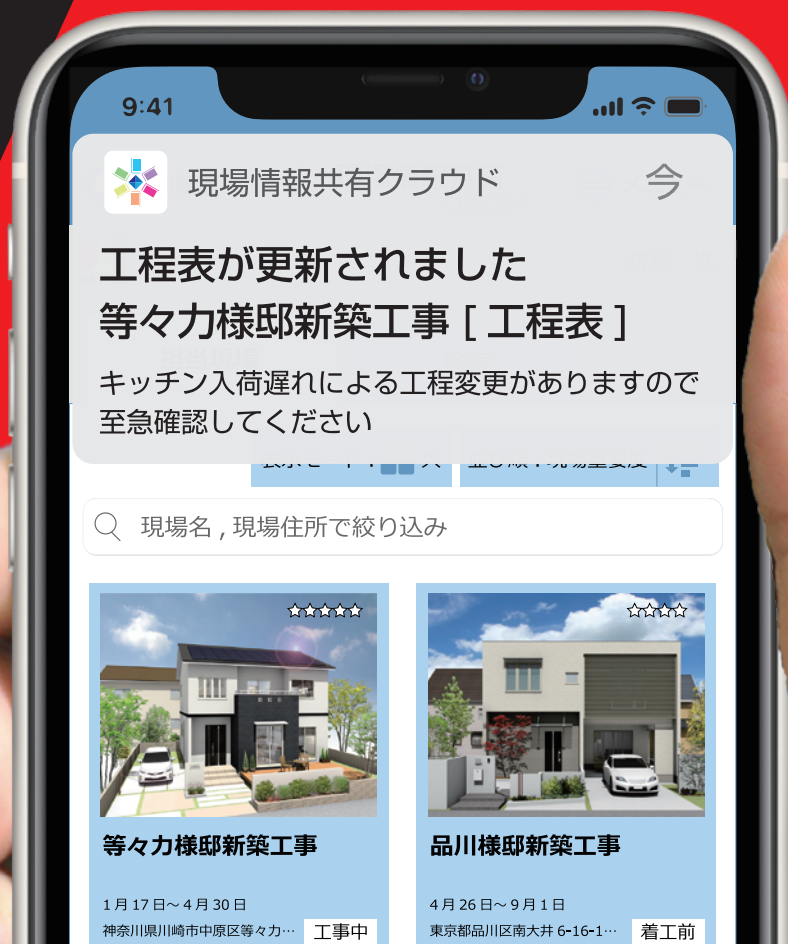 9:41
現場情報共有クラウド 今
工程表が更新されました
等々力様邸新築工事 [ 工程表 ]
キッチン入荷遅れによる工程変更がありますので
至急確認してください
現場名 , 現場住所で絞り込み
等々力様邸新築工事
1月17日〜4月30日
神奈川県川崎市中原区等々力… 工事中
品川様邸新築工事
4月26日〜9月1日
東京都品川区南大井 6-16-1… 着工前